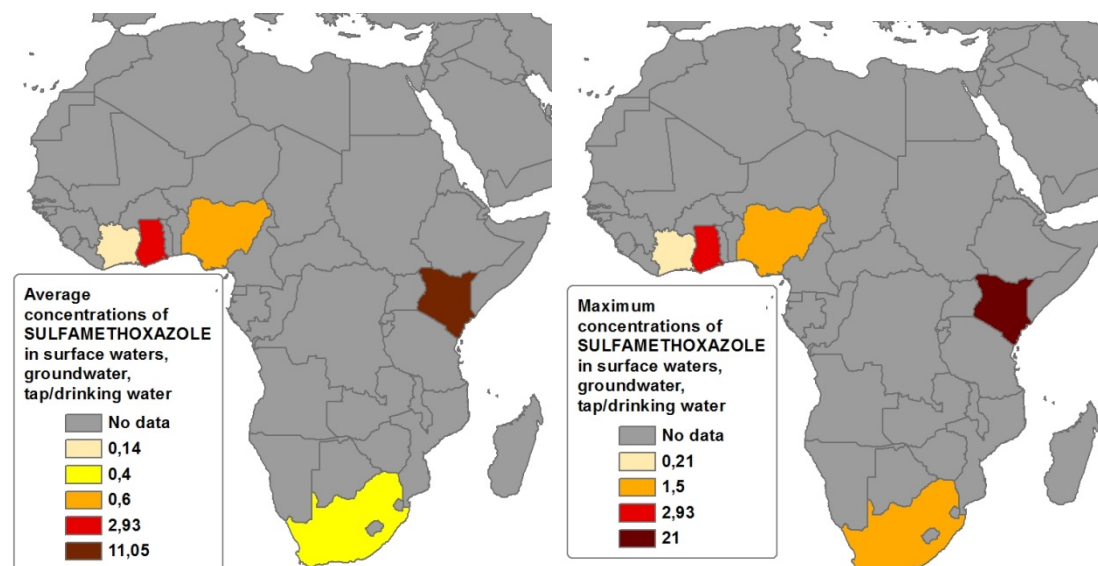 Average
concentrations of
SULFAMETHOXAZOLE
in surface waters,
groundwater,
tap/drinking water
No data
0,14
0,4
0,6
2,93
11,05
Maximum
concentrations of
SULFAMETHOXAZOLE
in surface waters,
groundwater,
tap/drinking water
No data
0,21
1,5
2,93
21